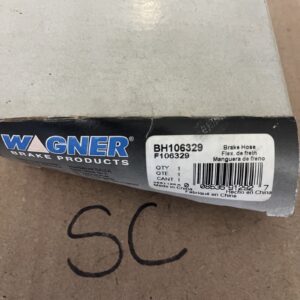 WAGNER
BRAKE PRODUCTS
BH106329
F106329
Brake Hose
Flex. de frein
Manguera de freno
QTY 1
QTE 1
CANT 1
Made in China
Fabriqué en China
Hecho en China
SC